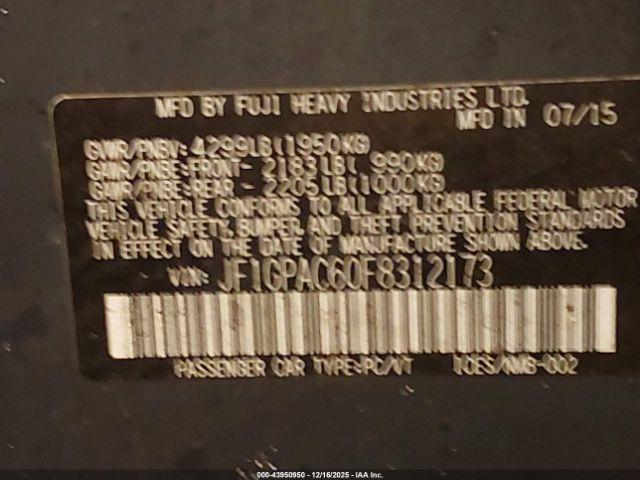 MFD BY FUJI HEAVY INDUSTRIES LTD.
MFD IN 07/15
GVWR/PNBV: 4299LB(1950KG)
GAWR/PNBE:FRONT- 2183LB( 990KG)
GAWR/PNBE:REAR - 2205LB(1000KG)
THIS VEHICLE CONFORMS TO ALL APPLICABLE FEDERAL MOTOR
VEHICLE SAFETY, BUMPER, AND THEFT PREVENTION STANDARDS
IN EFFECT ON THE DATE OF MANUFACTURE SHOWN ABOVE.
VIN: JF1GPAC60F8312173
PASSENGER CAR TYPE:PC/VT
000-43950950 - 12/16/2025 - IAA Inc.